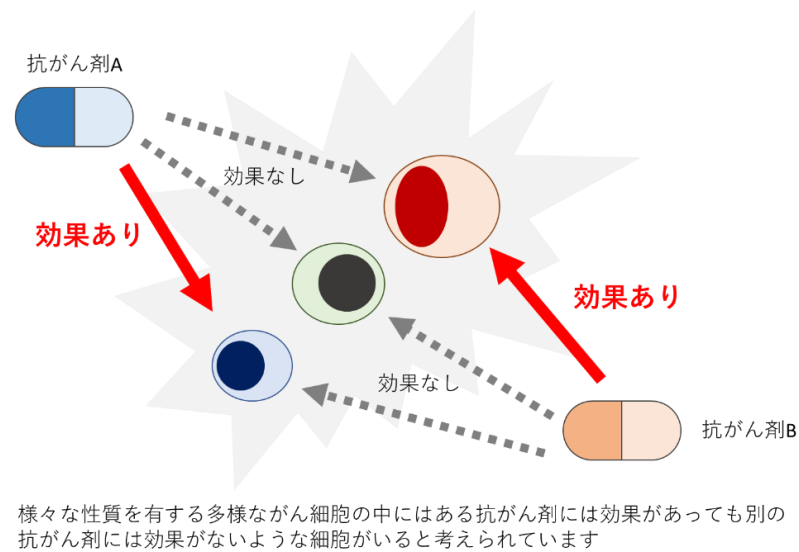 抗がん剤A
効果なし
効果あり
効果あり
効果なし
抗がん剤B
様々な性質を有する多様ながん細胞の中にはある抗がん剤には効果があっても別の
抗がん剤には効果がないような細胞がいると考えられています